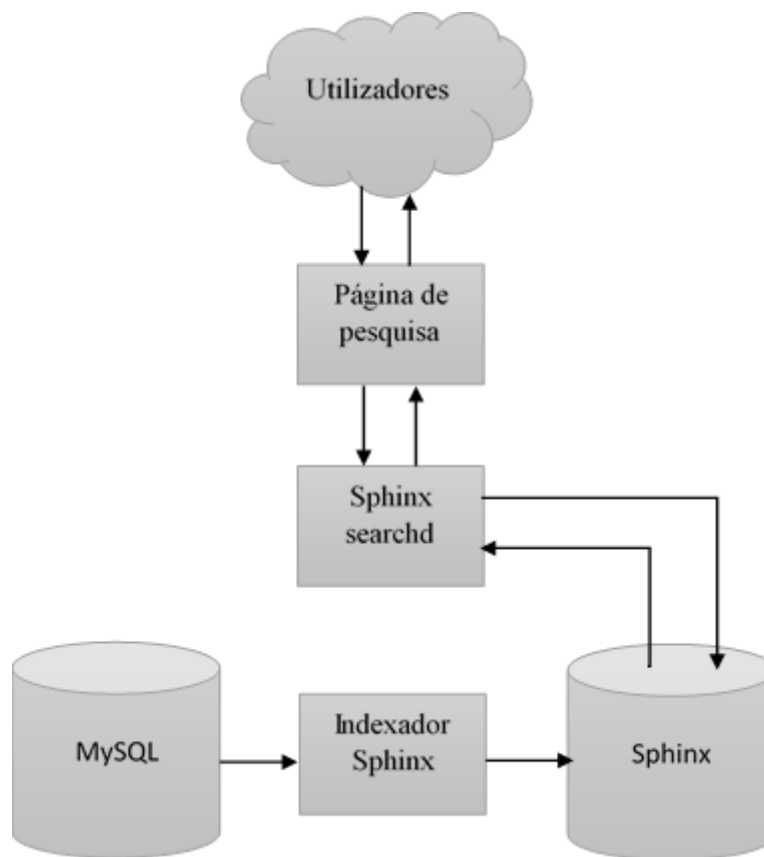 Utilizadores
Página de
pesquisa
Sphinx
searchd
MySQL
Indexador
Sphinx
Sphinx